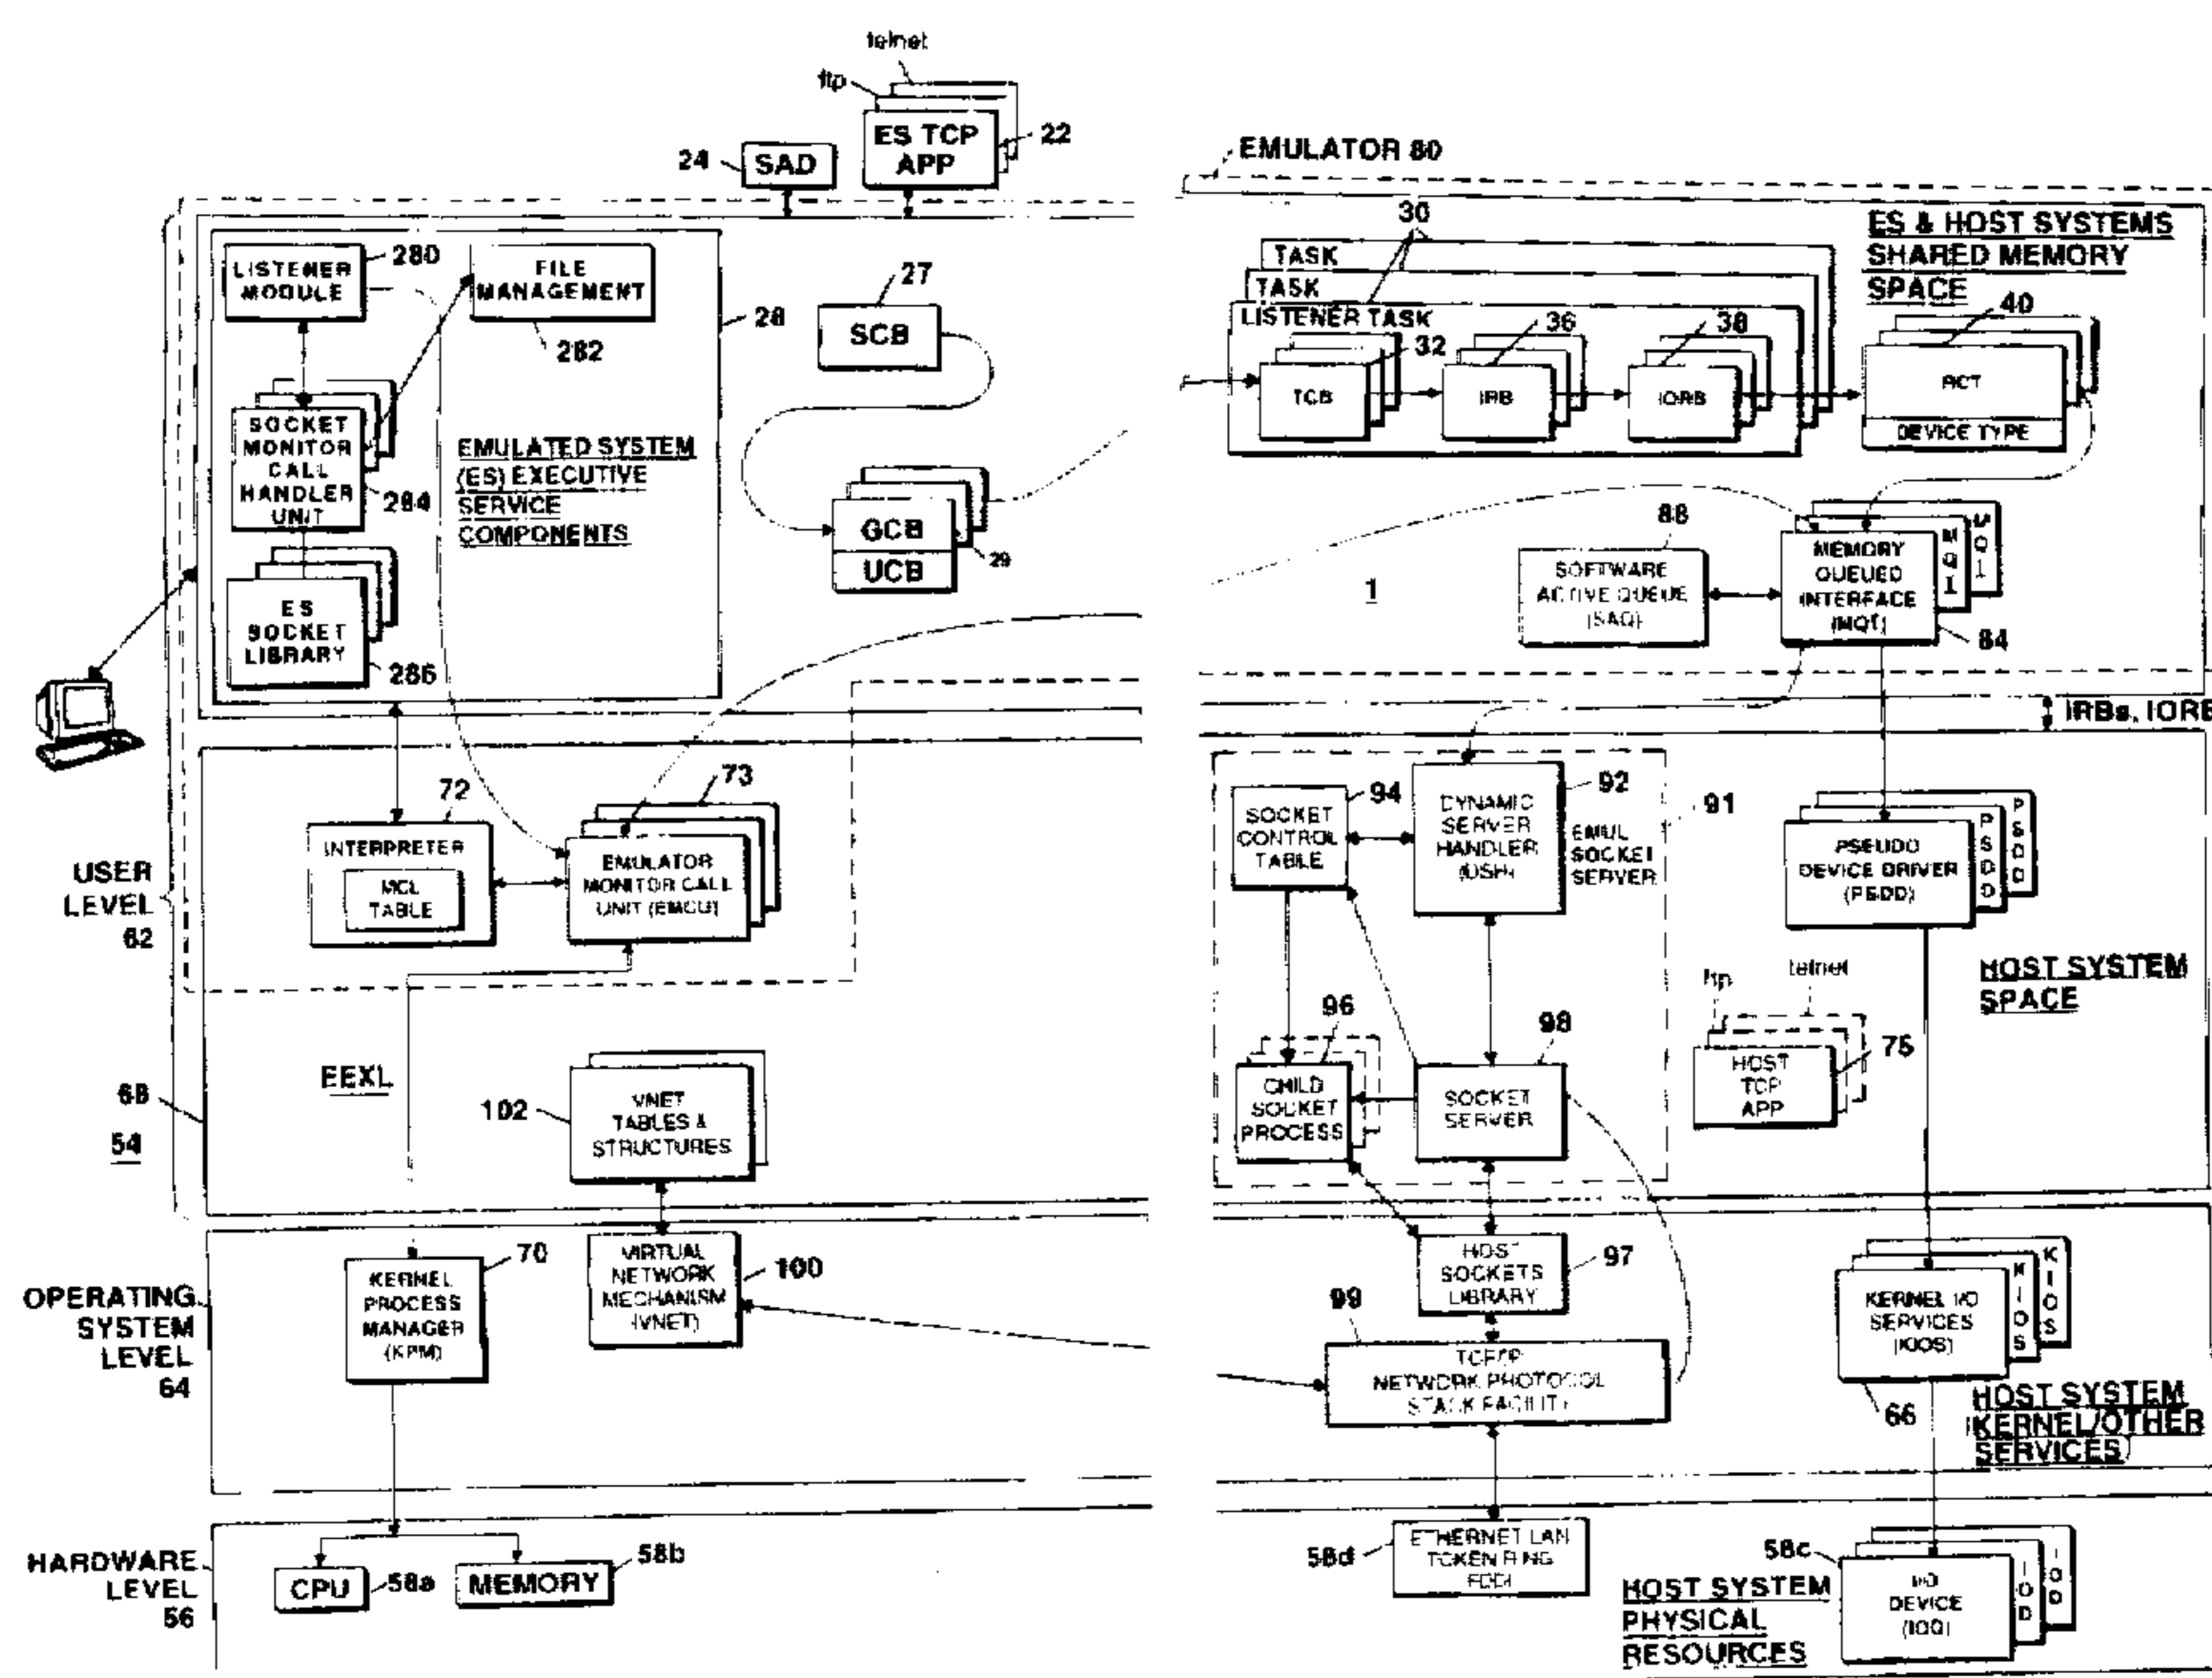 telnet
ftp
ES TCP
APP
22
24
SAD
EMULATOR 80
LISTENER
MODULE
280
FILE
MANAGEMENT
282
28
27
SCB
SOCKET
MONITOR
CALL
HANDLER
UNIT
284
EMULATED SYSTEM
(ES) EXECUTIVE
SERVICE
COMPONENTS
ES
SOCKET
LIBRARY
286
GCB
UCB
29
30
TASK
TASK
LISTENER TASK
32
TCB
36
IRB
38
IORB
ES & HOST SYSTEMS
SHARED MEMORY
SPACE
40
RCT
DEVICE TYPE
88
SOFTWARE
ACTIVE QUEUE
(SAQ)
1
MEMORY
QUEUED
INTERFACE
(MQI)
MQI
MQI
84
IRBs, IORB
USER
LEVEL
62
72
INTERPRETER
MCL
TABLE
73
EMULATOR
MONITOR CALL
UNIT (EMCU)
94
SOCKET
CONTROL
TABLE
92
DYNAMIC
SERVER
HANDLER
(DSH)
EMUL
SOCKET
SERVER
91
PSEUDO
DEVICE DRIVER
(PSDD)
PSDD
PSDD
HOST SYSTEM
SPACE
68
54
EEXL
102
VNET
TABLES &
STRUCTURES
96
CHILD
SOCKET
PROCESS
98
SOCKET
SERVER
ftp
telnet
HOST
TCP
APP
75
OPERATING
SYSTEM
LEVEL
64
70
KERNEL
PROCESS
MANAGER
(KPM)
VIRTUAL
NETWORK
MECHANISM
(VNET)
100
HOST
SOCKETS
LIBRARY
97
99
TCP/IP
NETWORK PROTOCOL
STACK FACILITY
KERNEL I/O
SERVICES
(KIOS)
KIOS
KIOS
66
HOST SYSTEM
(KERNEL/OTHER
SERVICES)
HARDWARE
LEVEL
56
CPU
58a
MEMORY
58b
58d
ETHERNET LAN
TOKEN RING
FDDI
58c
I/O
DEVICE
(IOD)
IOD
IOD
HOST SYSTEM
PHYSICAL
RESOURCES